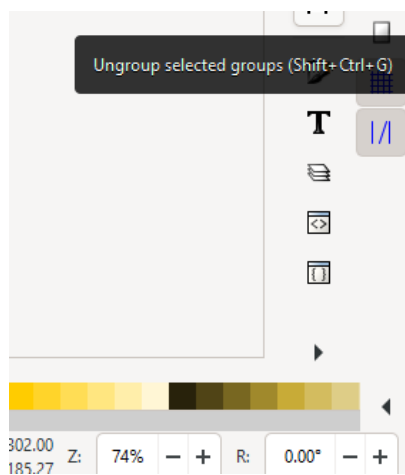 Ungroup selected groups (Shift+Ctrl+G)
T
302.00
Z: 74% − + R: 0.00° − +
185.27